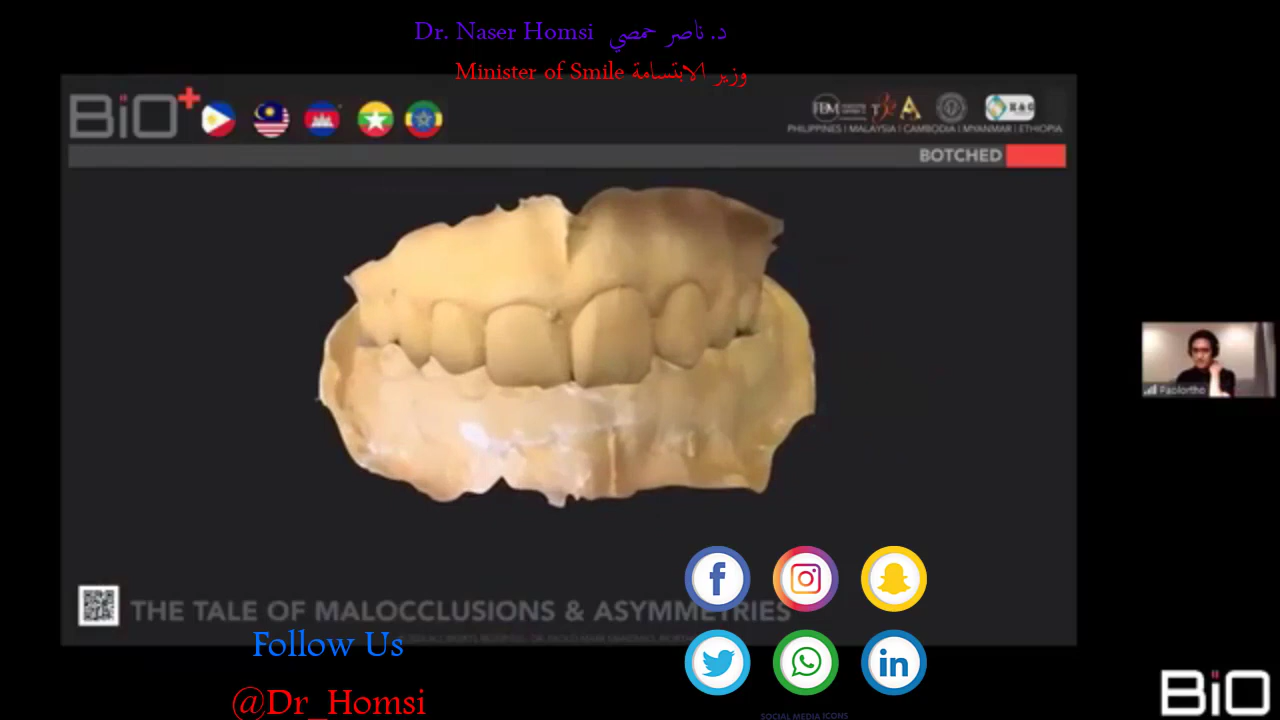 Dr. Naser Homsi د. ناصر حمصي
Minister of Smile وزير الابتسامة
BiO+
PHILIPPINES | MALAYSIA | CAMBODIA | MYANMAR | ETHIOPIA
BOTCHED
Paolortho
THE TALE OF MALOCCLUSIONS & ASYMMETRIES
Follow Us
@Dr_Homsi
SOCIAL MEDIA ICONS
BiO